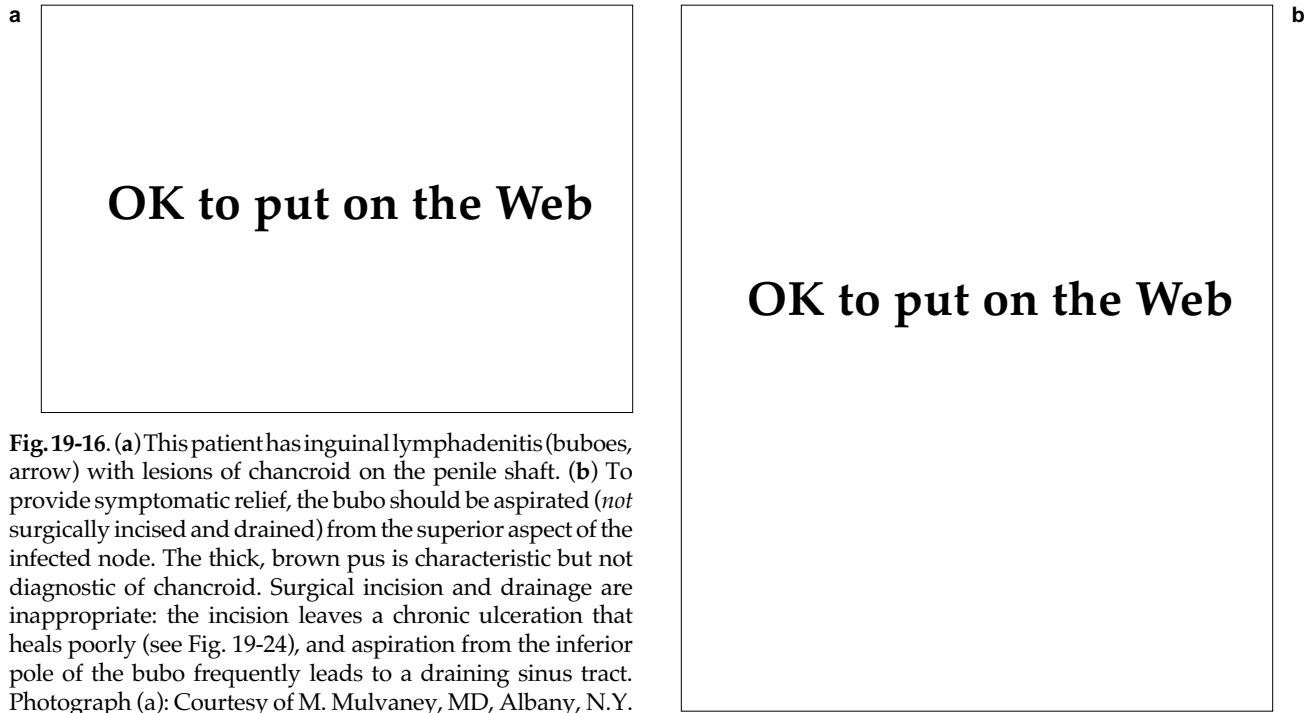 a
OK to put on the Web
b
OK to put on the Web
Fig. 19-16. (a) This patient has inguinal lymphadenitis (buboes,
arrow) with lesions of chancroid on the penile shaft. (b) To
provide symptomatic relief, the bubo should be aspirated (not
surgically incised and drained) from the superior aspect of the
infected node. The thick, brown pus is characteristic but not
diagnostic of chancroid. Surgical incision and drainage are
inappropriate: the incision leaves a chronic ulceration that
heals poorly (see Fig. 19-24), and aspiration from the inferior
pole of the bubo frequently leads to a draining sinus tract.
Photograph (a): Courtesy of M. Mulvaney, MD, Albany, N.Y.